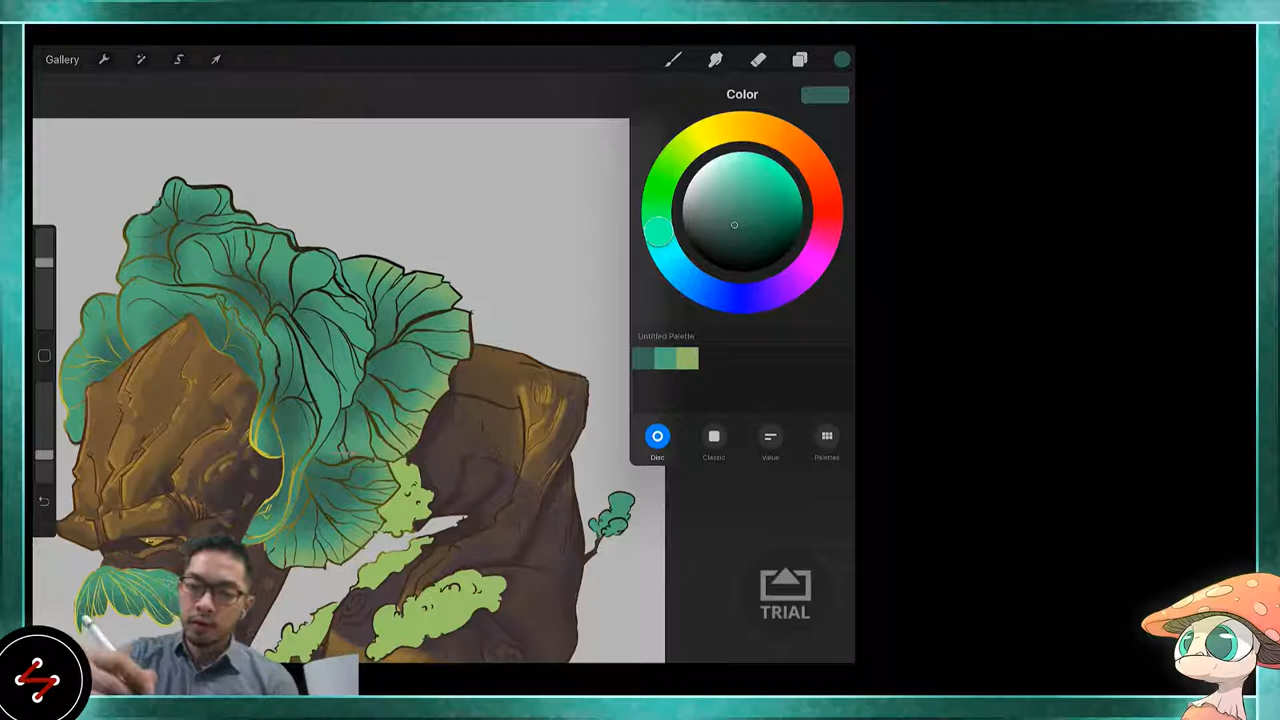 Gallery
Color
Untitled Palette
Disc
Classic
Value
Palettes
TRIAL